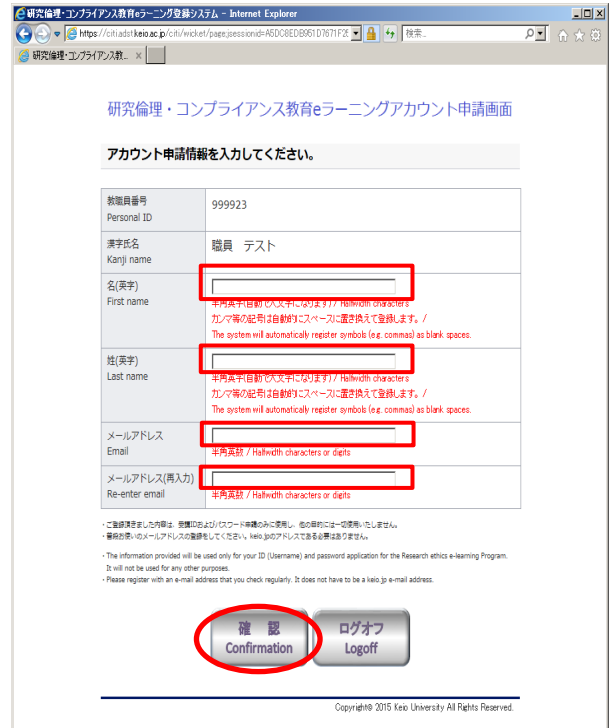 研究倫理・コンプライアンス教育eラーニング登録システム - Internet Explorer
https://citi.adst.keio.ac.jp/citi/wicket/page;jsessionid=A5DC8EDB951D7671F2
検索...
研究倫理・コンプライアンス教... ×
研究倫理・コンプライアンス教育eラーニングアカウント申請画面
アカウント申請情報を入力してください。
教職員番号
Personal ID
999923
漢字氏名
Kanji name
職員 テスト
名(英字)
First name
半角英字(自動で大文字になります) / Halfwidth characters
カンマ等の記号は自動的にスペースに置き換えて登録します。 /
The system will automatically register symbols (e.g. commas) as blank spaces.
姓(英字)
Last name
半角英字(自動で大文字になります) / Halfwidth characters
カンマ等の記号は自動的にスペースに置き換えて登録します。 /
The system will automatically register symbols (e.g. commas) as blank spaces.
メールアドレス
Email
半角英数 / Halfwidth characters or digits
メールアドレス(再入力)
Re-enter email
半角英数 / Halfwidth characters or digits
・ご登録頂きました内容は、受講IDおよびパスワード申請のみに使用し、他の目的には一切使用いたしません。
・普段お使いのメールアドレスの登録をしてください。keio.jpのアドレスである必要はありません。
・The information provided will be used only for your ID (Username) and password application for the Research ethics e-learning Program.
It will not be used for any other purposes.
・Please register with an e-mail address that you check regularly. It does not have to be a keio.jp e-mail address.
確 認
Confirmation
ログオフ
Logoff
Copyright© 2015 Keio University All Rights Reserved.